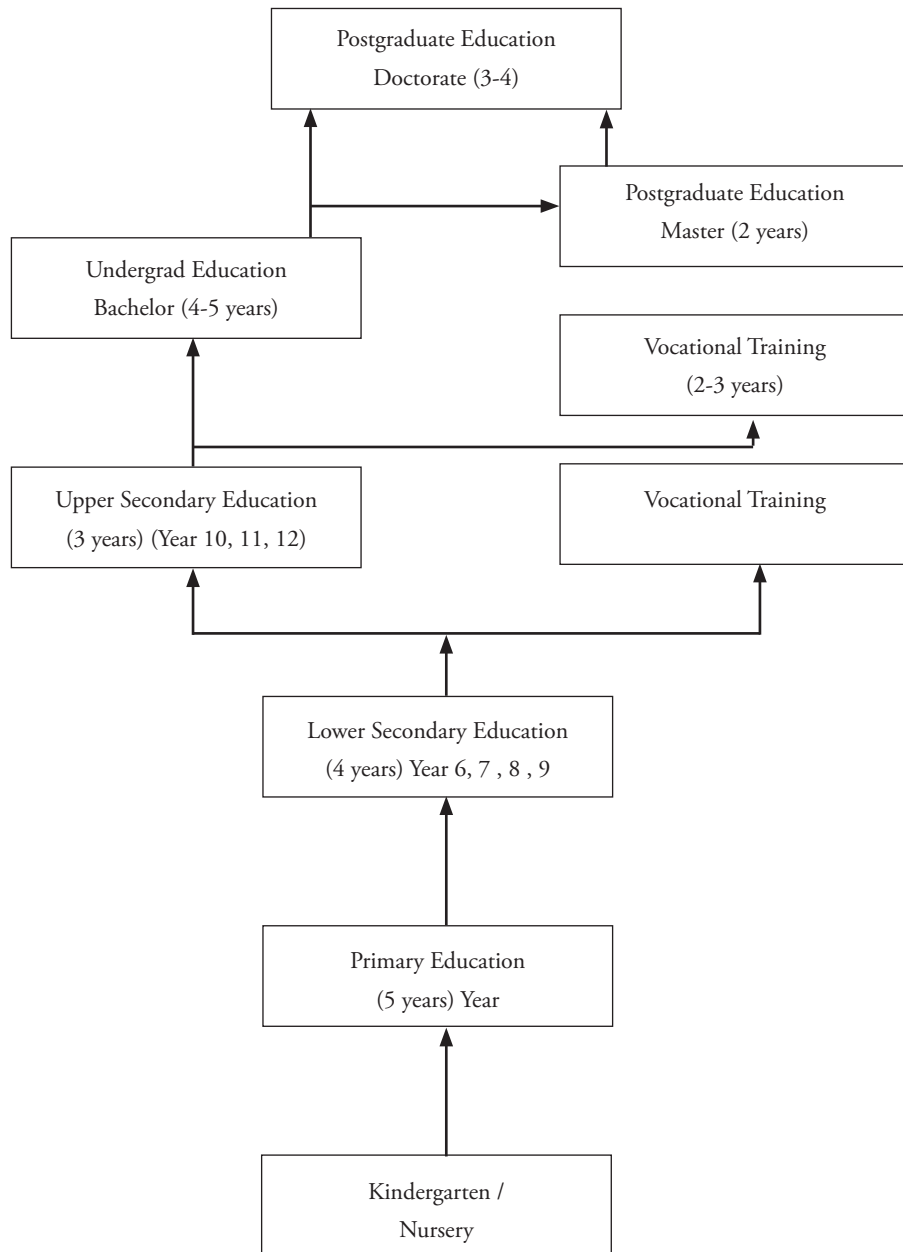 Postgraduate Education
Doctorate (3-4)
Postgraduate Education
Master (2 years)
Undergrad Education
Bachelor (4-5 years)
Vocational Training
(2-3 years)
Upper Secondary Education
(3 years) (Year 10, 11, 12)
Vocational Training
Lower Secondary Education
(4 years) Year 6, 7 , 8 , 9
Primary Education
(5 years) Year
Kindergarten /
Nursery